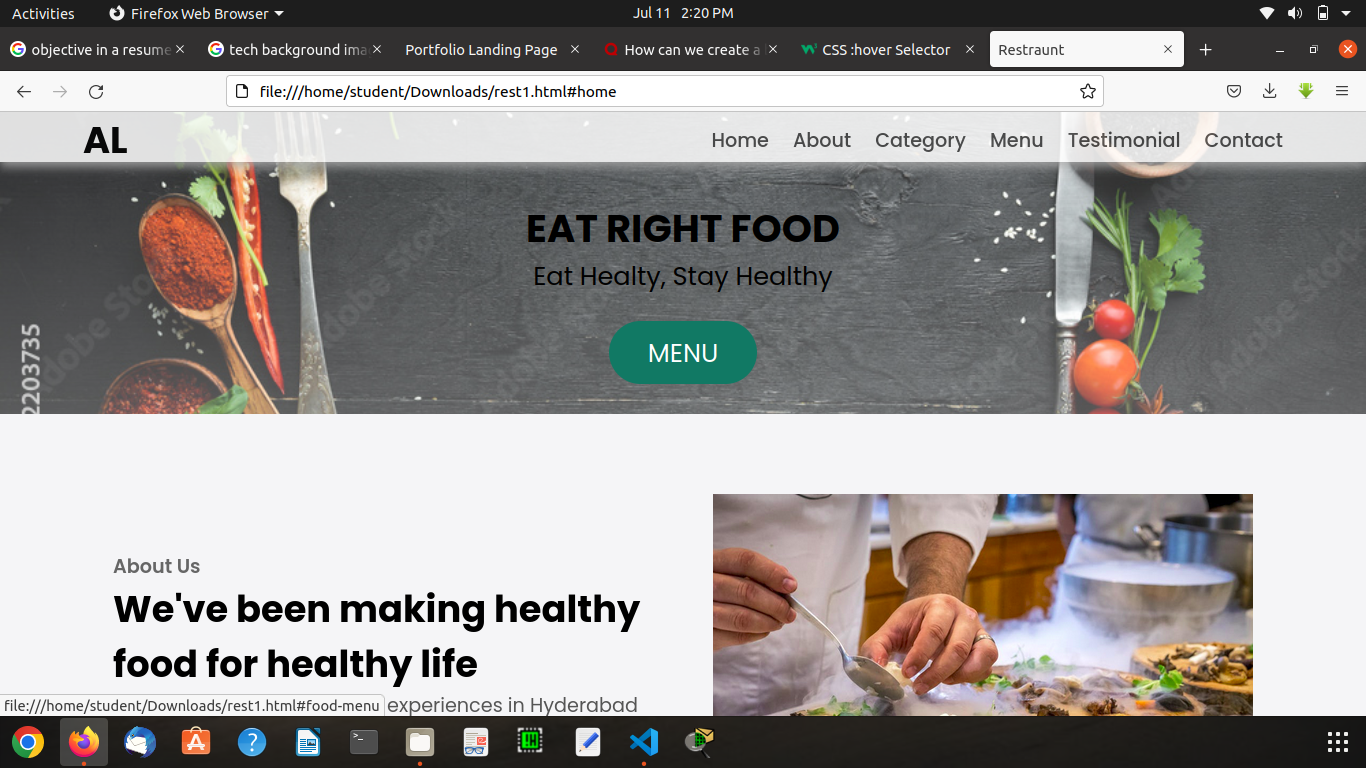 Activities Firefox Web Browser Jul 11 2:20 PM
objective in a resume tech background ima Portfolio Landing Page How can we create a CSS :hover Selector Restraunt
file:///home/student/Downloads/rest1.html#home
AL Home About Category Menu Testimonial Contact
EAT RIGHT FOOD
Eat Healty, Stay Healthy
MENU
2203735
Adobe Stock
About Us
We've been making healthy
food for healthy life
experiences in Hyderabad
file:///home/student/Downloads/rest1.html#food-menu